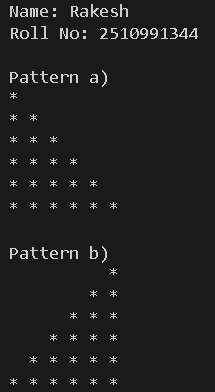 Name: Rakesh
Roll No: 2510991344

Pattern a)
*
* *
* * *
* * * *
* * * * *
* * * * * *

Pattern b)
          *
        * *
      * * *
    * * * *
  * * * * *
* * * * * *